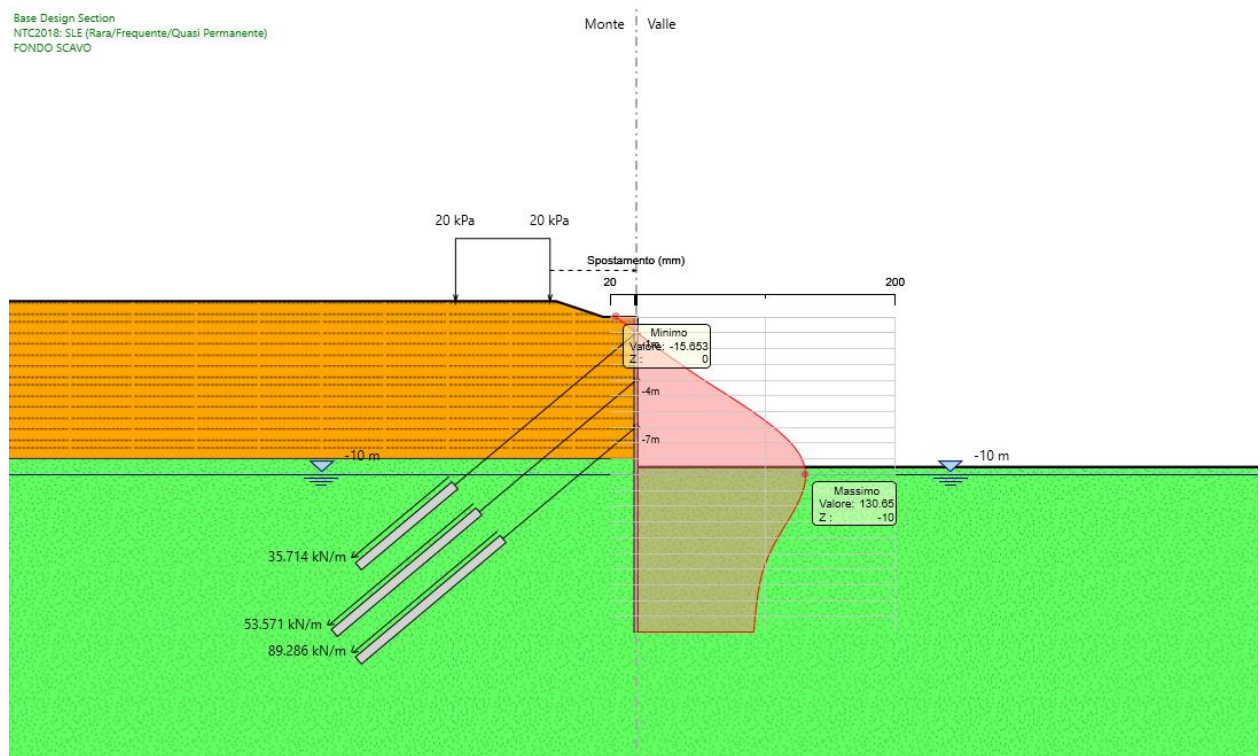 Base Design Section
NTC2018: SLE (Rara/Frequente/Quasi Permanente)
FONDO SCAVO
Monte
Valle
20 kPa
20 kPa
Spostamento (mm)
20
200
Minimo
Valore: -15.653
Z : 0
-1m
-4m
-7m
-10 m
-10 m
Massimo
Valore: 130.65
Z : -10
35.714 kN/m
53.571 kN/m
89.286 kN/m